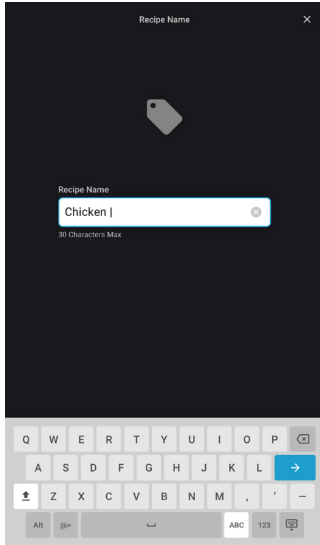 Recipe Name
Recipe Name
Chicken
30 Characters Max
Q W E R T Y U I O P
A S D F G H J K L
Z X C V B N M , ' –
Alt @> ABC 123